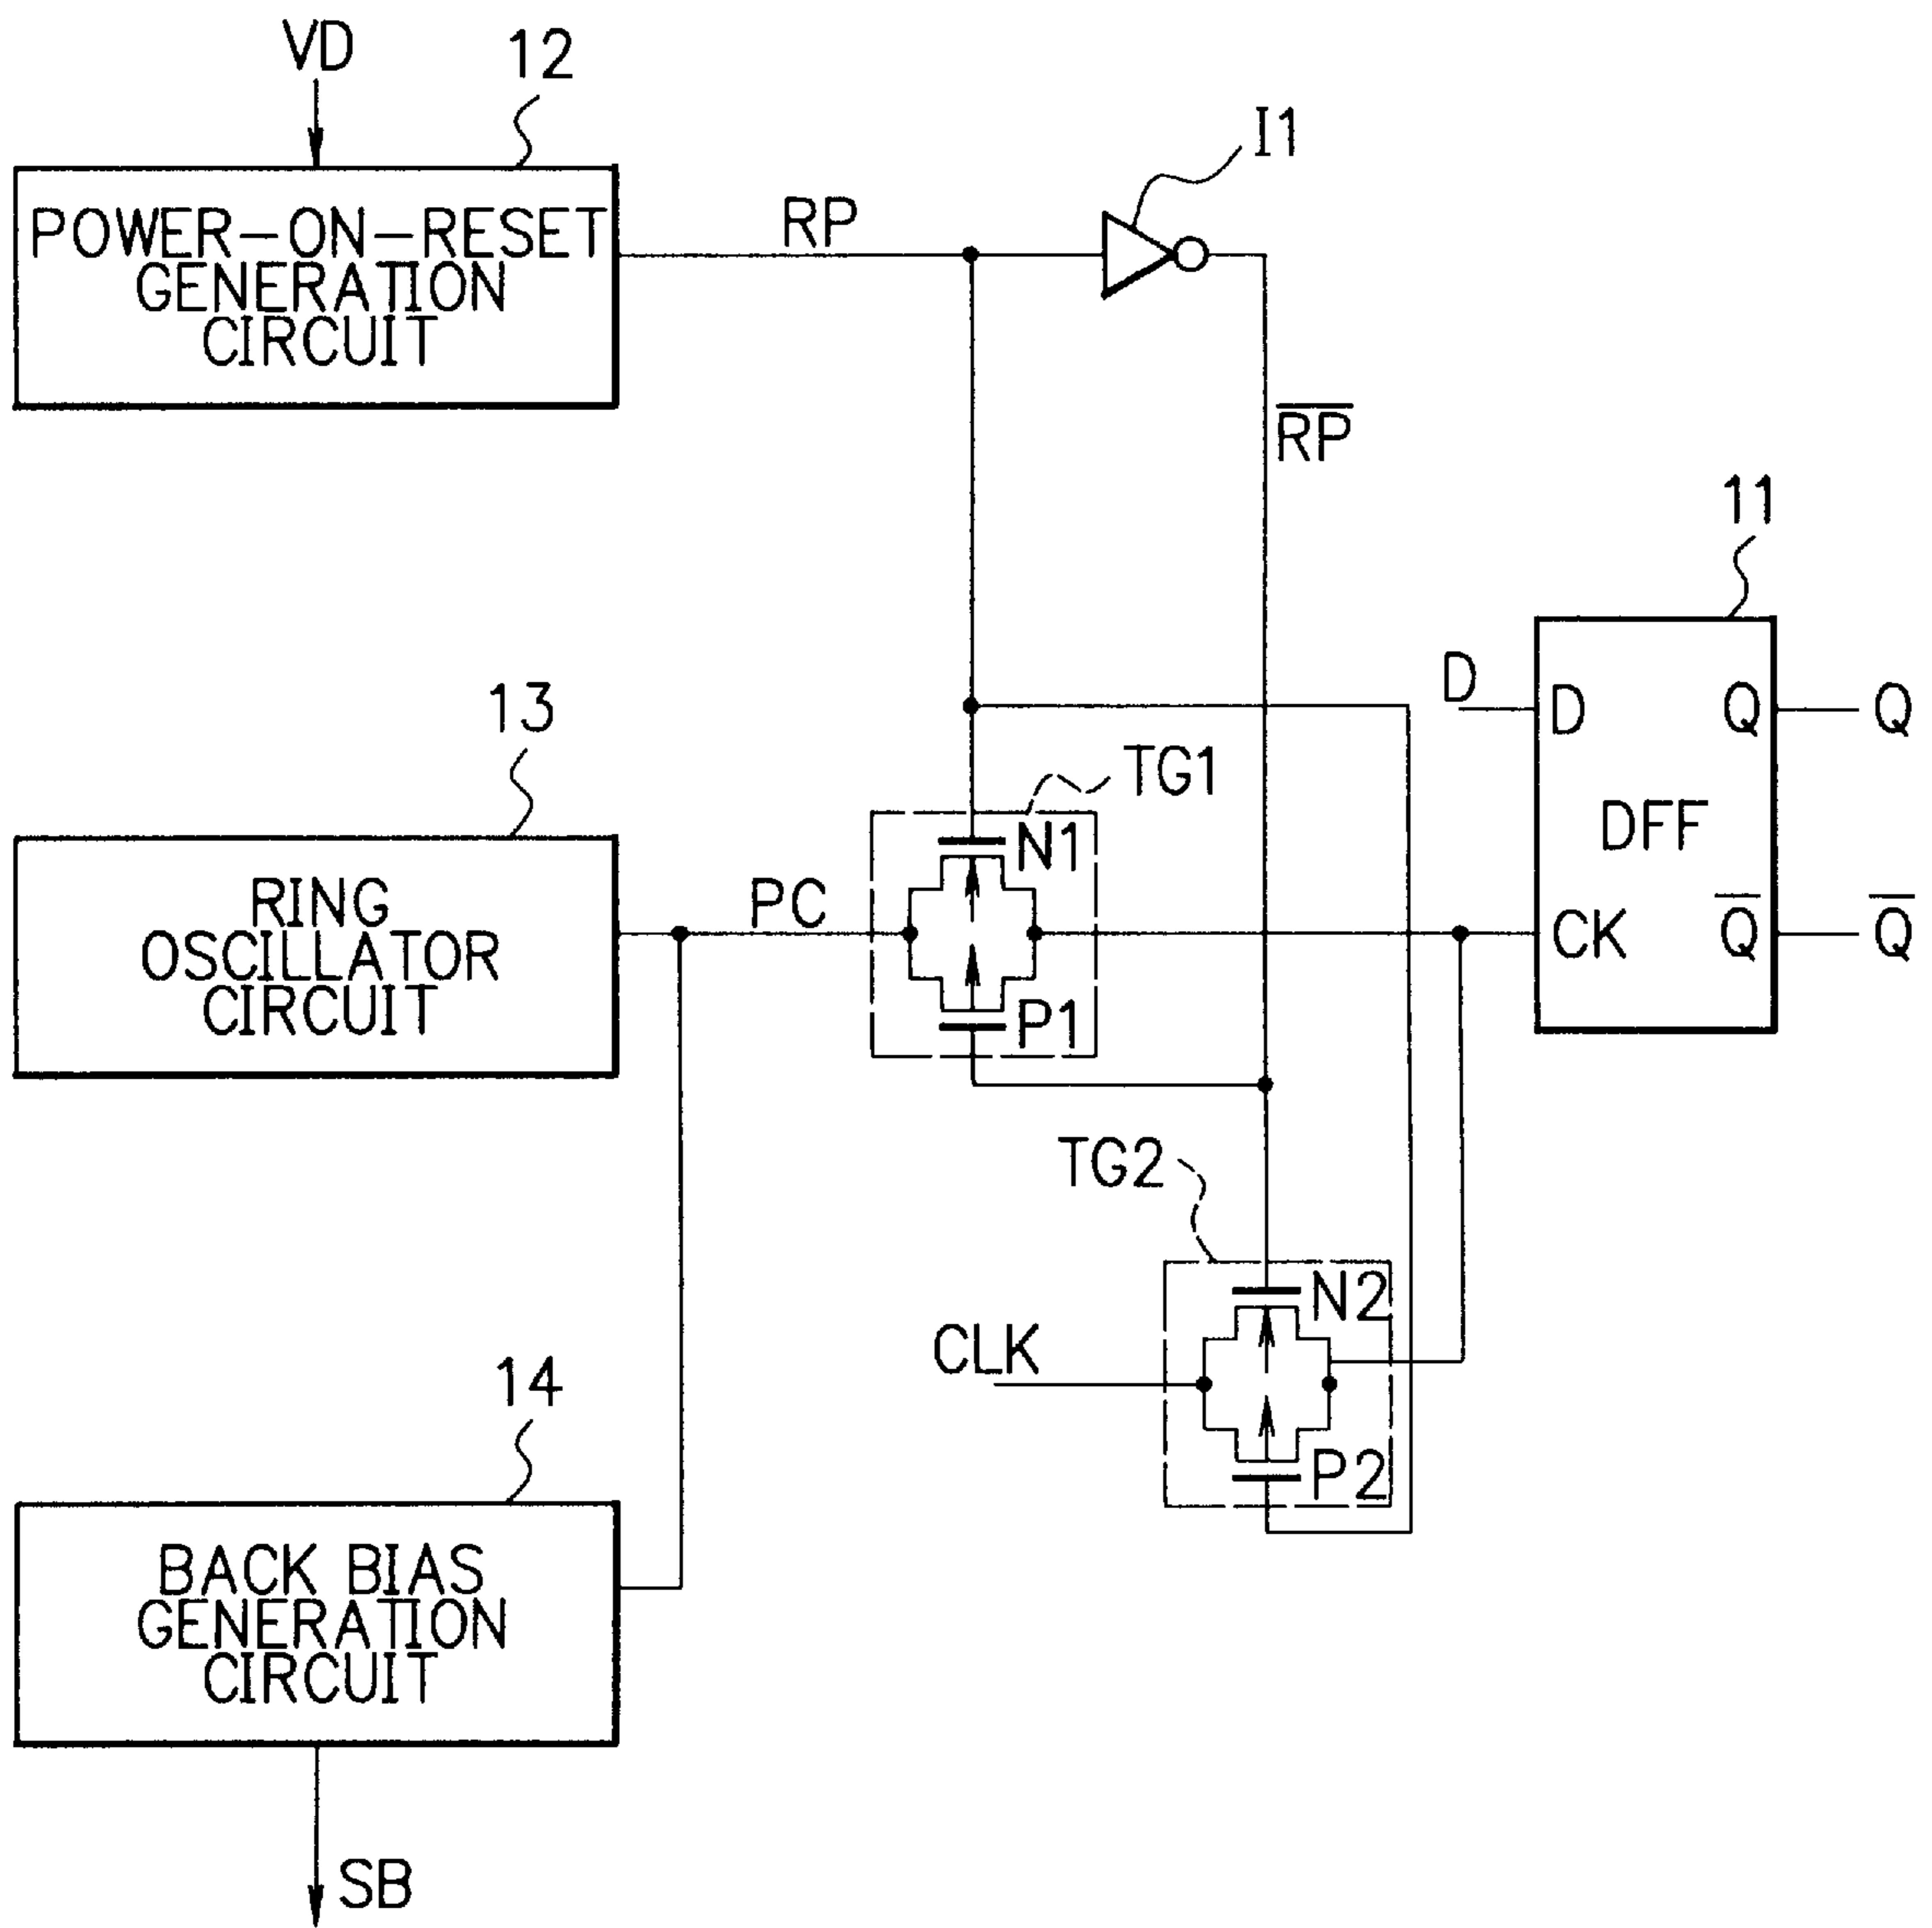 VD
12
I1
POWER-ON-RESET
GENERATION
CIRCUIT
RP
R̅P̅
11
13
D
D
Q
Q
DFF
CK
Q̅
Q̅
TG1
N1
P1
RING
OSCILLATOR
CIRCUIT
PC
TG2
N2
P2
CLK
14
BACK BIAS
GENERATION
CIRCUIT
SB